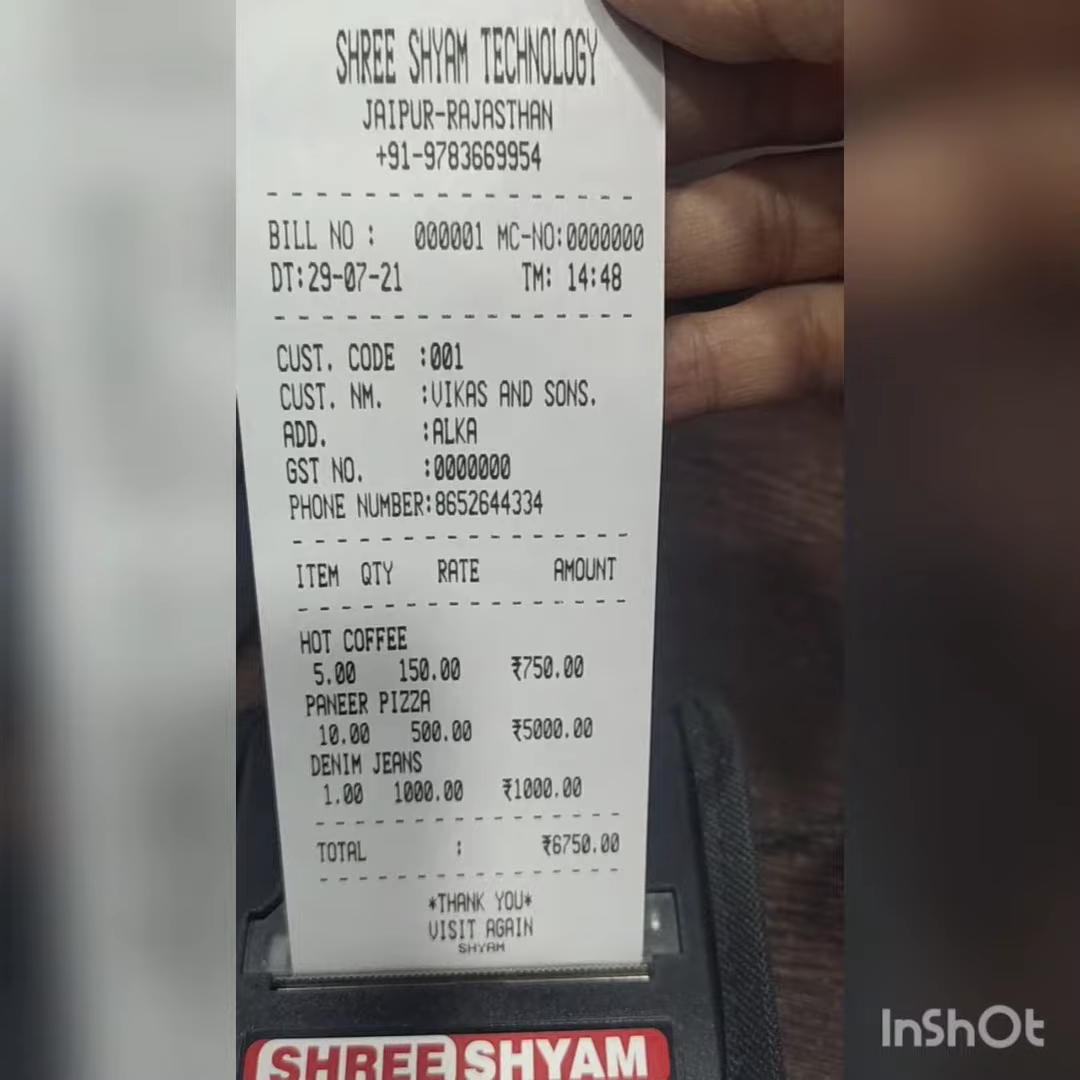 SHREE SHYAM TECHNOLOGY
JAIPUR-RAJASTHAN
+91-9783669954
BILL NO : 000001 MC-NO:0000000
DT:29-07-21 TM: 14:48
CUST. CODE :001
CUST. NM. :VIKAS AND SONS.
ADD. :ALKA
GST NO. :0000000
PHONE NUMBER:8652644334
ITEM QTY RATE AMOUNT
HOT COFFEE
5.00 150.00 ₹750.00
PANEER PIZZA
10.00 500.00 ₹5000.00
DENIM JEANS
1.00 1000.00 ₹1000.00
TOTAL : ₹6750.00
*THANK YOU*
VISIT AGAIN
SHYAM
SHREE SHYAM
InShOt